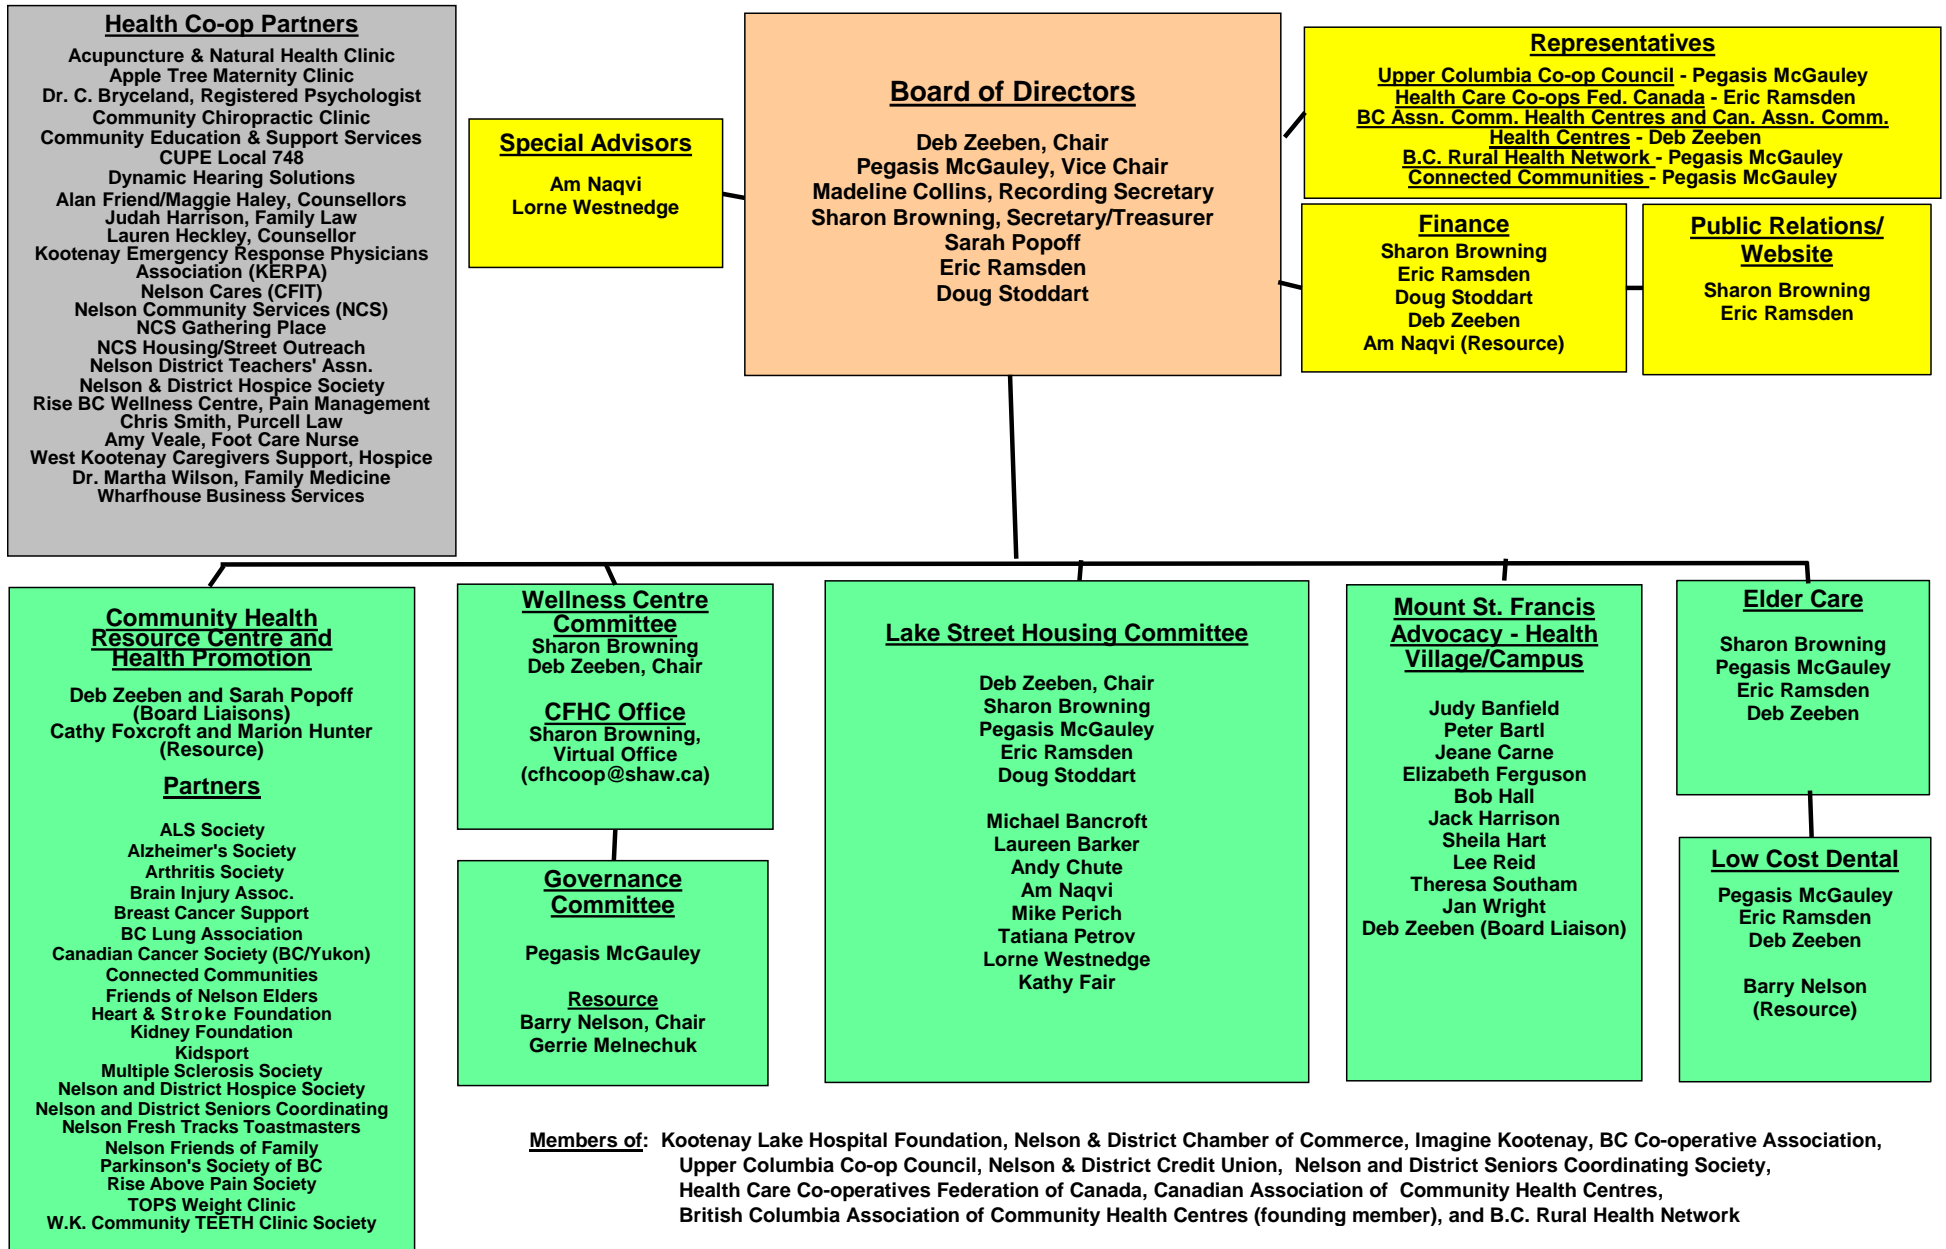 Health Co-op Partners
Acupuncture & Natural Health Clinic
Apple Tree Maternity Clinic
Dr. C. Bryceland, Registered Psychologist
Community Chiropractic Clinic
Community Education & Support Services
CUPE Local 748
Dynamic Hearing Solutions
Alan Friend/Maggie Haley, Counsellors
Judah Harrison, Family Law
Lauren Heckley, Counsellor
Kootenay Emergency Response Physicians
Association (KERPA)
Nelson Cares (CFIT)
Nelson Community Services (NCS)
NCS Gathering Place
NCS Housing/Street Outreach
Nelson District Teachers' Assn.
Nelson & District Hospice Society
Rise BC Wellness Centre, Pain Management
Chris Smith, Purcell Law
Amy Veale, Foot Care Nurse
West Kootenay Caregivers Support, Hospice
Dr. Martha Wilson, Family Medicine
Wharfhouse Business Services
Special Advisors
Am Naqvi
Lorne Westnedge
Board of Directors
Deb Zeeben, Chair
Pegasis McGauley, Vice Chair
Madeline Collins, Recording Secretary
Sharon Browning, Secretary/Treasurer
Sarah Popoff
Eric Ramsden
Doug Stoddart
Representatives
Upper Columbia Co-op Council - Pegasis McGauley
Health Care Co-ops Fed. Canada - Eric Ramsden
BC Assn. Comm. Health Centres and Can. Assn. Comm.
Health Centres - Deb Zeeben
B.C. Rural Health Network - Pegasis McGauley
Connected Communities - Pegasis McGauley
Finance
Sharon Browning
Eric Ramsden
Doug Stoddart
Deb Zeeben
Am Naqvi (Resource)
Public Relations/
Website
Sharon Browning
Eric Ramsden
Community Health
Resource Centre and
Health Promotion
Deb Zeeben and Sarah Popoff
(Board Liaisons)
Cathy Foxcroft and Marion Hunter
(Resource)
Partners
ALS Society
Alzheimer's Society
Arthritis Society
Brain Injury Assoc.
Breast Cancer Support
BC Lung Association
Canadian Cancer Society (BC/Yukon)
Connected Communities
Friends of Nelson Elders
Heart & Stroke Foundation
Kidney Foundation
Kidsport
Multiple Sclerosis Society
Nelson and District Hospice Society
Nelson and District Seniors Coordinating
Nelson Fresh Tracks Toastmasters
Nelson Friends of Family
Parkinson's Society of BC
Rise Above Pain Society
TOPS Weight Clinic
W.K. Community TEETH Clinic Society
Wellness Centre
Committee
Sharon Browning
Deb Zeeben, Chair
CFHC Office
Sharon Browning,
Virtual Office
(cfhcoop@shaw.ca)
Governance
Committee
Pegasis McGauley
Resource
Barry Nelson, Chair
Gerrie Melnechuk
Lake Street Housing Committee
Deb Zeeben, Chair
Sharon Browning
Pegasis McGauley
Eric Ramsden
Doug Stoddart
Michael Bancroft
Laureen Barker
Andy Chute
Am Naqvi
Mike Perich
Tatiana Petrov
Lorne Westnedge
Kathy Fair
Mount St. Francis
Advocacy - Health
Village/Campus
Judy Banfield
Peter Bartl
Jeane Carne
Elizabeth Ferguson
Bob Hall
Jack Harrison
Sheila Hart
Lee Reid
Theresa Southam
Jan Wright
Deb Zeeben (Board Liaison)
Elder Care
Sharon Browning
Pegasis McGauley
Eric Ramsden
Deb Zeeben
Low Cost Dental
Pegasis McGauley
Eric Ramsden
Deb Zeeben
Barry Nelson
(Resource)
Members of: Kootenay Lake Hospital Foundation, Nelson & District Chamber of Commerce, Imagine Kootenay, BC Co-operative Association,
Upper Columbia Co-op Council, Nelson & District Credit Union, Nelson and District Seniors Coordinating Society,
Health Care Co-operatives Federation of Canada, Canadian Association of Community Health Centres,
British Columbia Association of Community Health Centres (founding member), and B.C. Rural Health Network